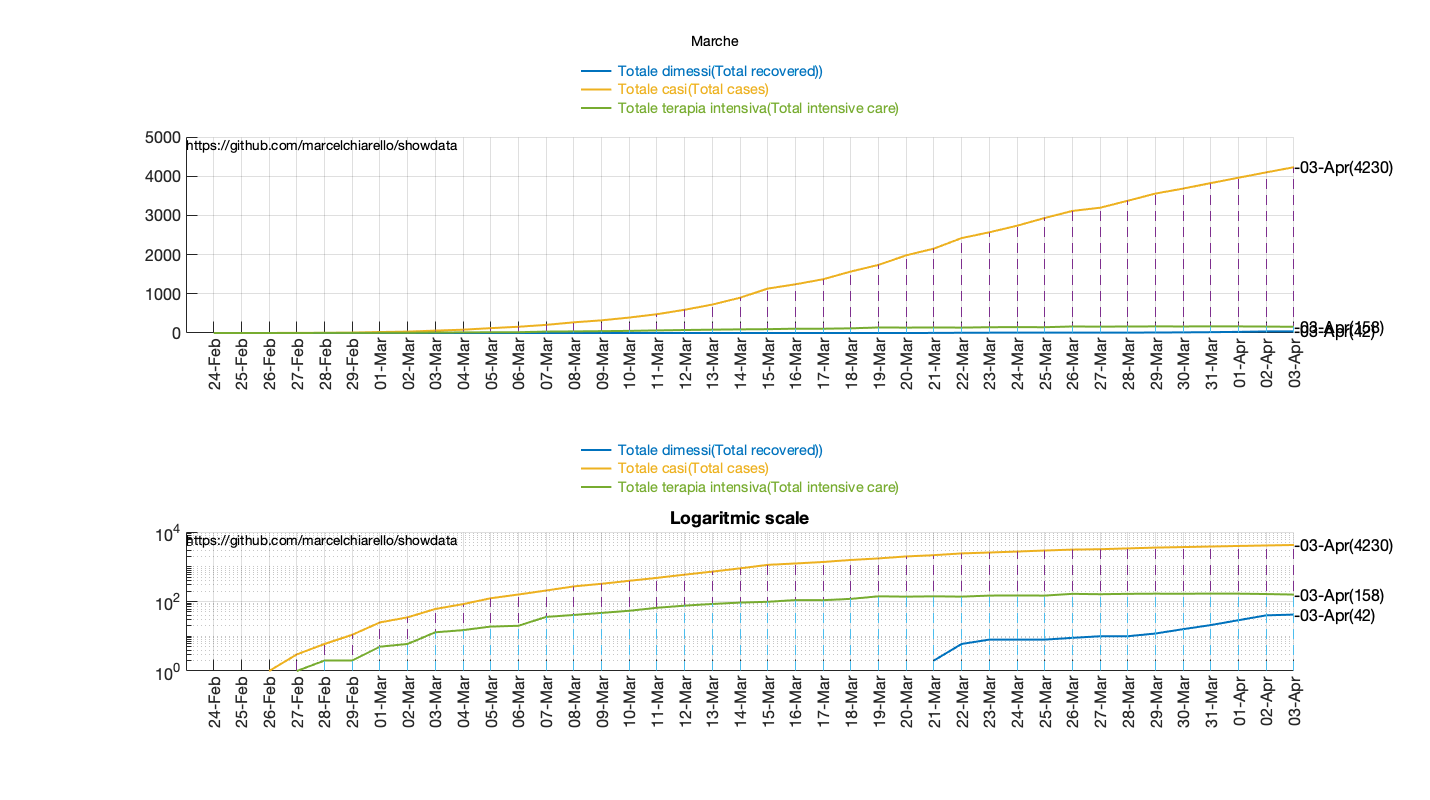 Marche
Totale dimessi(Total recovered))
Totale casi(Total cases)
Totale terapia intensiva(Total intensive care)
5000
https://github.com/marcelchiarello/showdata
4000
3000
2000
1000
0
-03-Apr(4230)
-03-Apr(158)
-03-Apr(42)
24-Feb
25-Feb
26-Feb
27-Feb
28-Feb
29-Feb
01-Mar
02-Mar
03-Mar
04-Mar
05-Mar
06-Mar
07-Mar
08-Mar
09-Mar
10-Mar
11-Mar
12-Mar
13-Mar
14-Mar
15-Mar
16-Mar
17-Mar
18-Mar
19-Mar
20-Mar
21-Mar
22-Mar
23-Mar
24-Mar
25-Mar
26-Mar
27-Mar
28-Mar
29-Mar
30-Mar
31-Mar
01-Apr
02-Apr
03-Apr
Totale dimessi(Total recovered))
Totale casi(Total cases)
Totale terapia intensiva(Total intensive care)
Logaritmic scale
10^4
https://github.com/marcelchiarello/showdata
10^2
10^0
-03-Apr(4230)
-03-Apr(158)
-03-Apr(42)
24-Feb
25-Feb
26-Feb
27-Feb
28-Feb
29-Feb
01-Mar
02-Mar
03-Mar
04-Mar
05-Mar
06-Mar
07-Mar
08-Mar
09-Mar
10-Mar
11-Mar
12-Mar
13-Mar
14-Mar
15-Mar
16-Mar
17-Mar
18-Mar
19-Mar
20-Mar
21-Mar
22-Mar
23-Mar
24-Mar
25-Mar
26-Mar
27-Mar
28-Mar
29-Mar
30-Mar
31-Mar
01-Apr
02-Apr
03-Apr